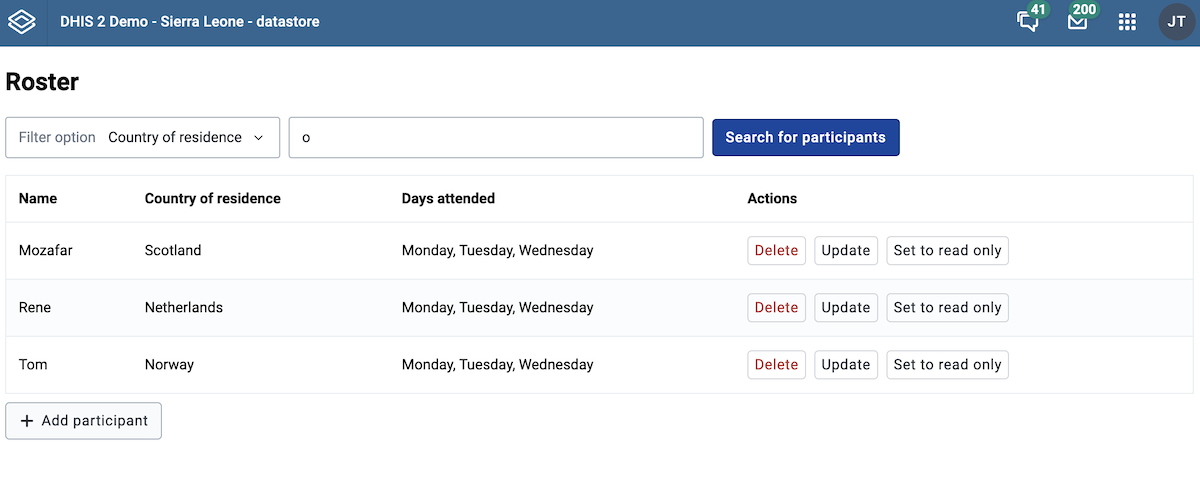 DHIS 2 Demo - Sierra Leone - datastore 41 200 JT
Roster
Filter option Country of residence o Search for participants
Name Country of residence Days attended Actions
Mozafar Scotland Monday, Tuesday, Wednesday Delete Update Set to read only
Rene Netherlands Monday, Tuesday, Wednesday Delete Update Set to read only
Tom Norway Monday, Tuesday, Wednesday Delete Update Set to read only
+ Add participant